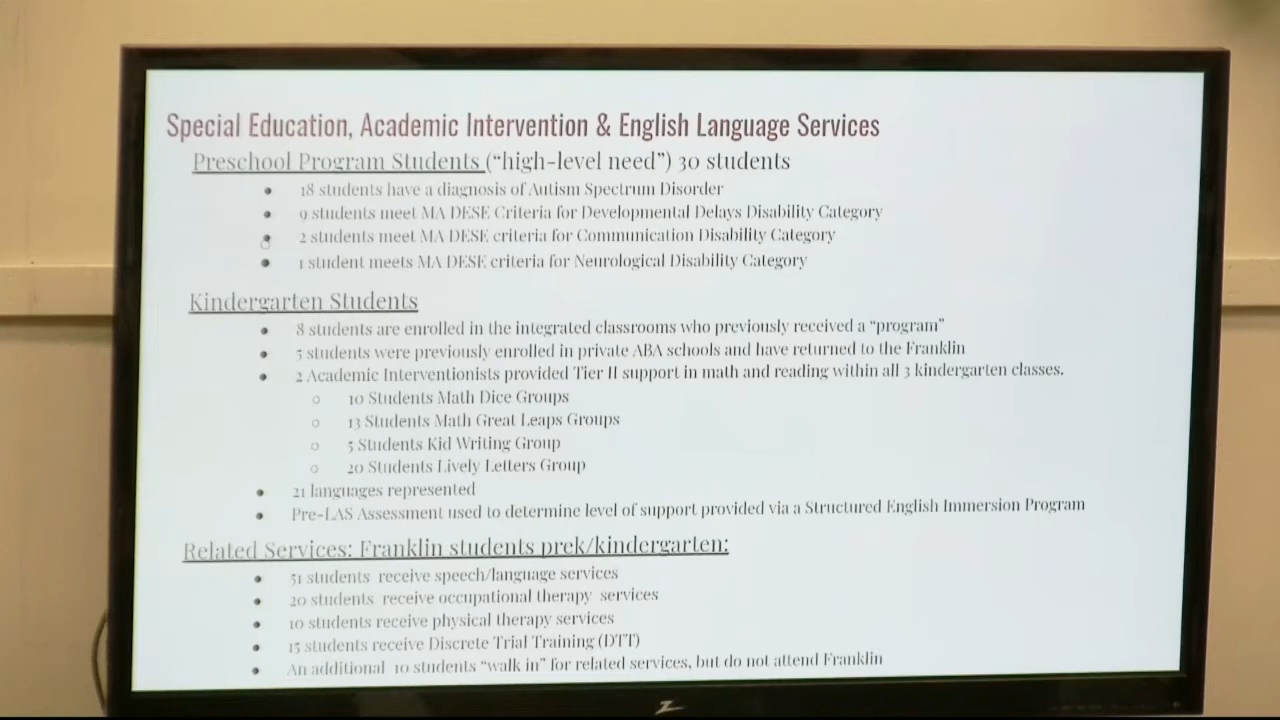 Special Education, Academic Intervention & English Language Services
Preschool Program Students (“high-level need”) 30 students
18 students have a diagnosis of Autism Spectrum Disorder
9 students meet MA DESE Criteria for Developmental Delays Disability Category
2 students meet MA DESE criteria for Communication Disability Category
1 student meets MA DESE criteria for Neurological Disability Category
Kindergarten Students
8 students are enrolled in the integrated classrooms who previously received a “program”
5 students were previously enrolled in private ABA schools and have returned to the Franklin
2 Academic Interventionists provided Tier II support in math and reading within all 3 kindergarten classes.
10 Students Math Dice Groups
13 Students Math Great Leaps Groups
5 Students Kid Writing Group
20 Students Lively Letters Group
21 languages represented
Pre-LAS Assessment used to determine level of support provided via a Structured English Immersion Program
Related Services: Franklin students prek/kindergarten:
51 students receive speech/language services
20 students receive occupational therapy services
10 students receive physical therapy services
15 students receive Discrete Trial Training (DTT)
An additional 10 students “walk in” for related services, but do not attend Franklin